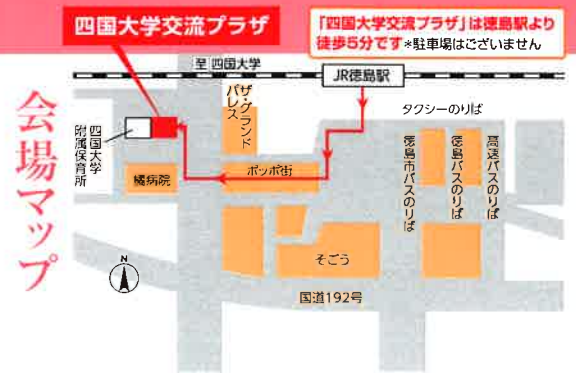 四国大学交流プラザ
「四国大学交流プラザ」は徳島駅より
徒歩5分です*駐車場はございません
会場マップ
至 四国大学
JR徳島駅
ザ・グランド
パレス
タクシーのりば
四国大学
附属保育所
橘病院
ポッポ街
徳島市バスのりば
徳島バスのりば
高速バスのりば
そごう
国道192号
N